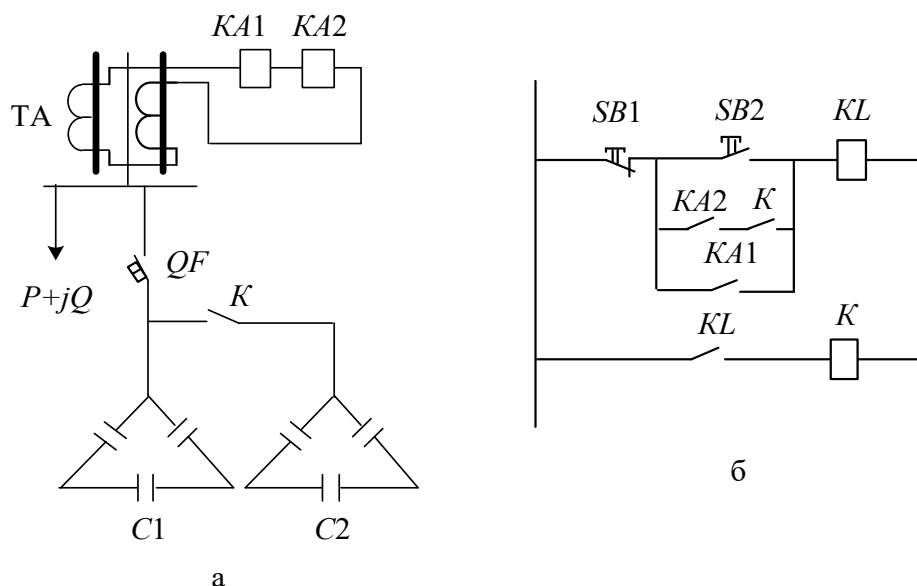 KA1 KA2
TA
P+jQ
QF
К
C1
C2
а
SB1
SB2
KL
KA2
К
KA1
KL
К
б